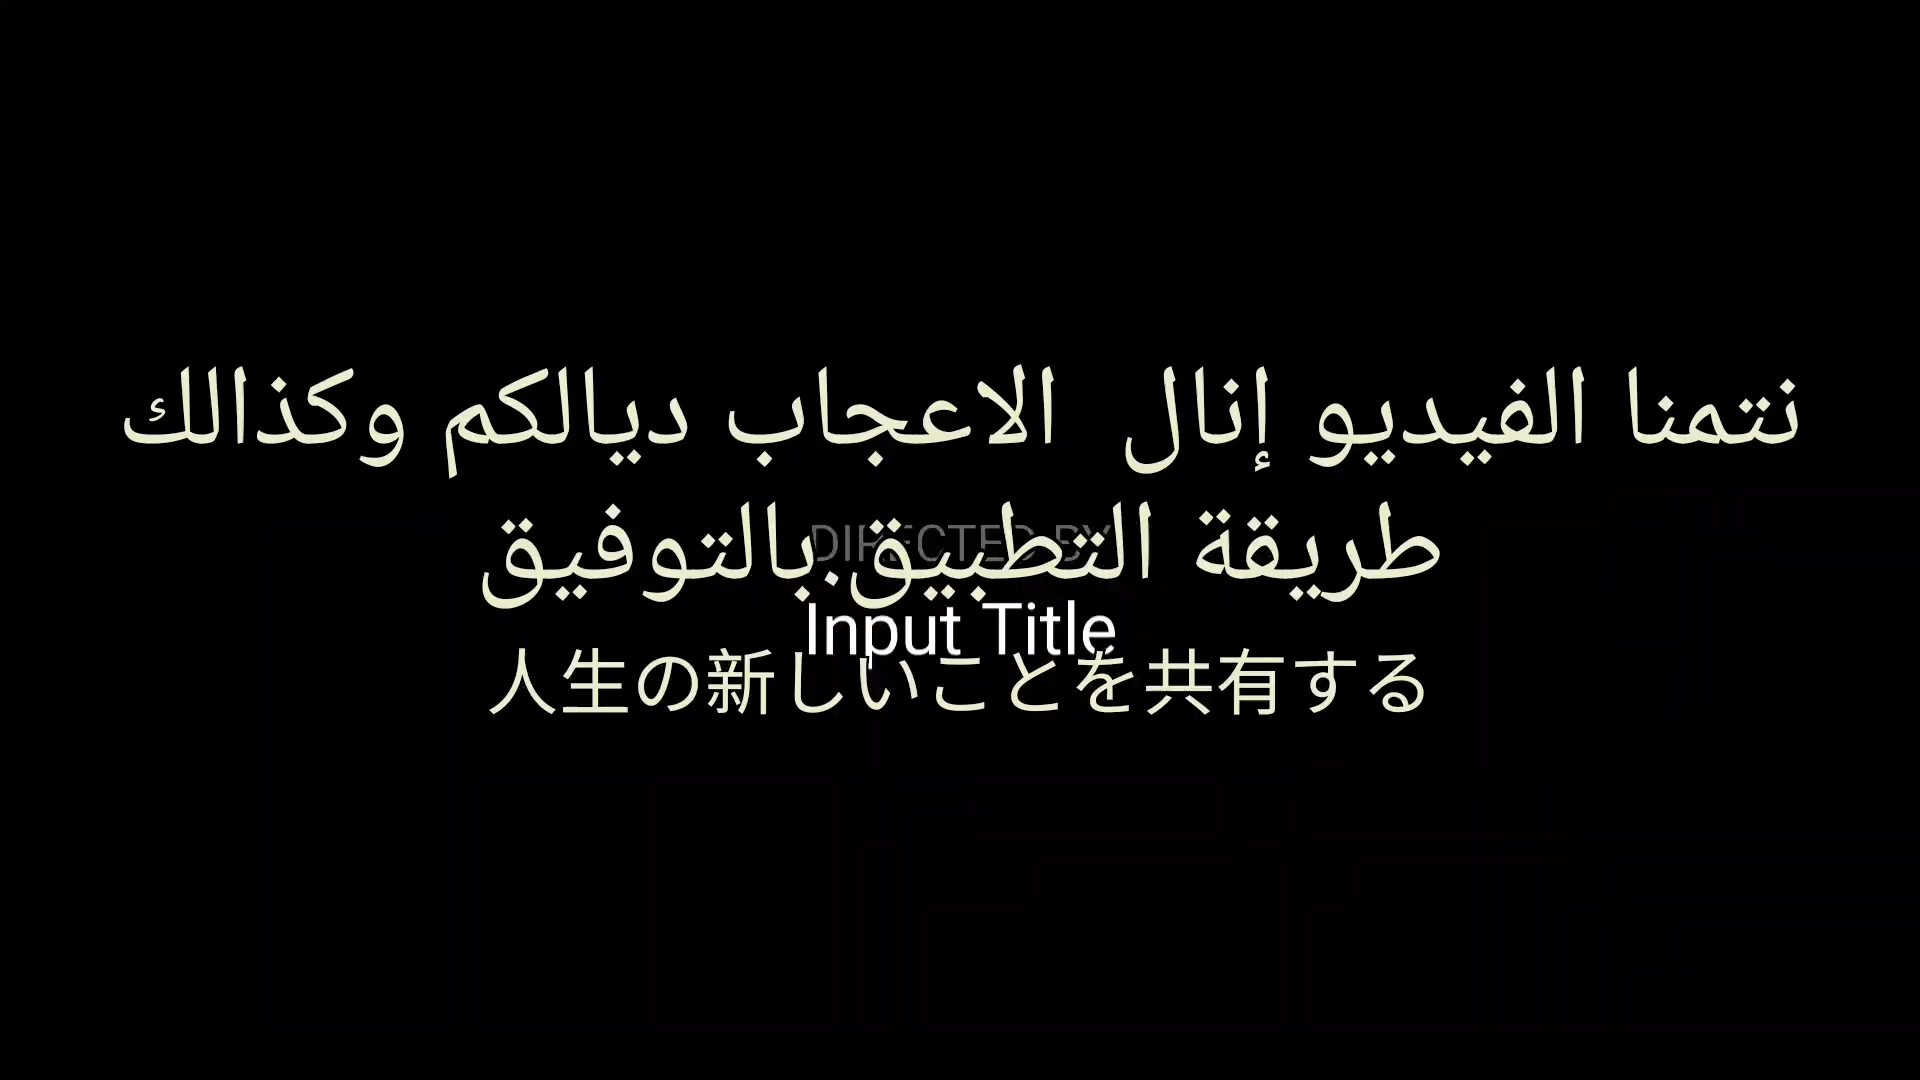 نتمنا الفيديو إنال الاعجاب ديالكم وكذالك
طريقة التطبيق.بالتوفيق
DIRECTED BY
Input Title
人生の新しいことを共有する